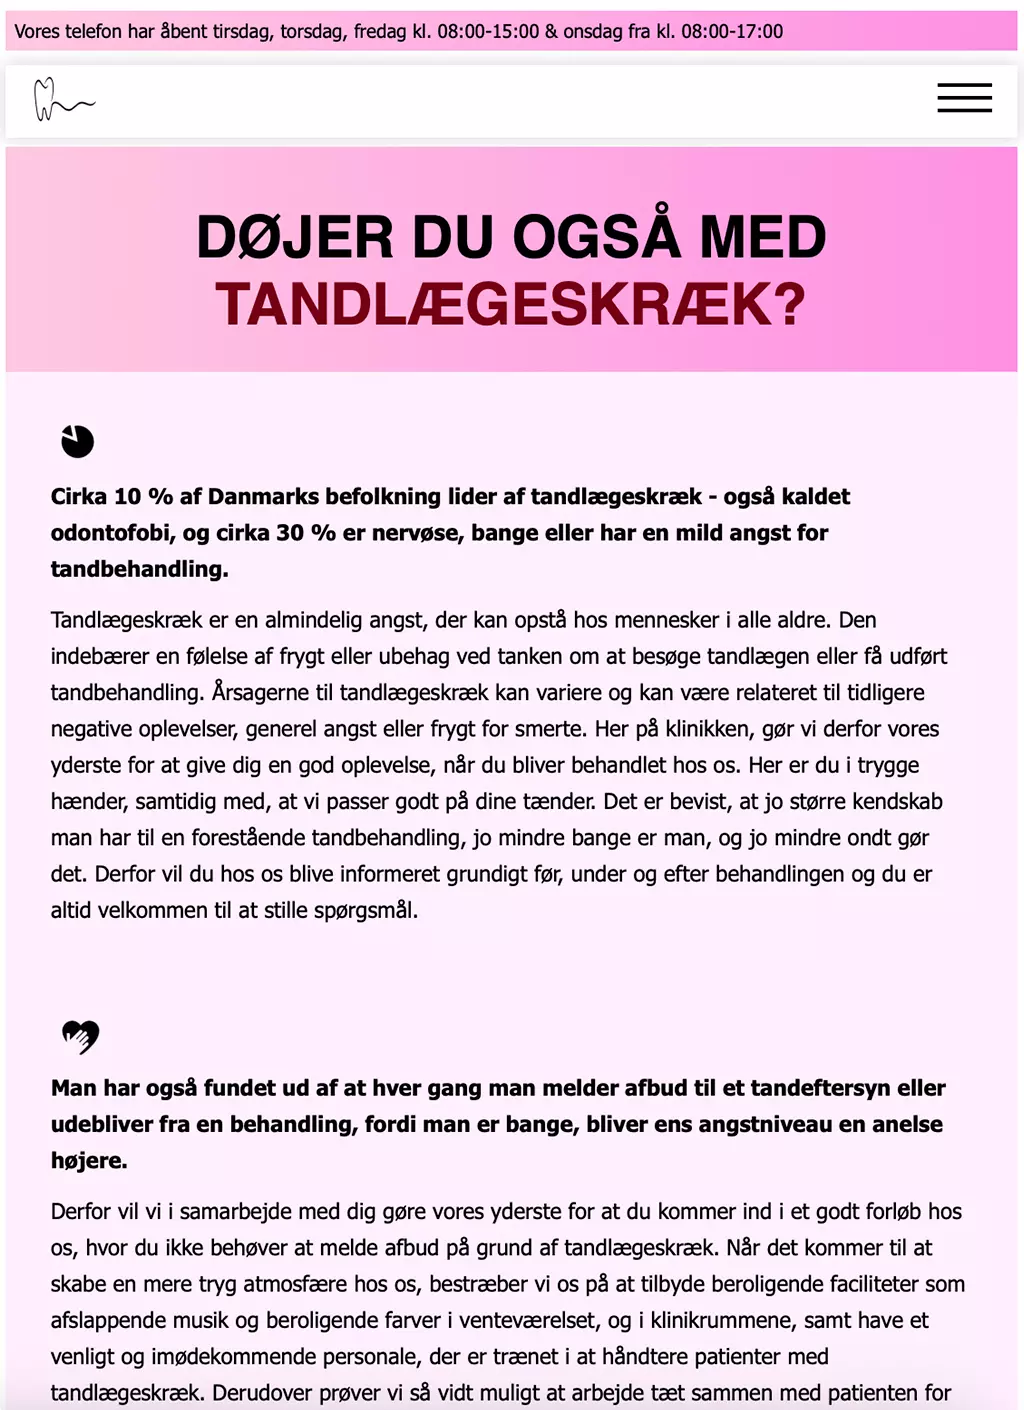 Vores telefon har åbent tirsdag, torsdag, fredag kl. 08:00-15:00 & onsdag fra kl. 08:00-17:00
DØJER DU OGSÅ MED
TANDLÆGESKRÆK?
Cirka 10 % af Danmarks befolkning lider af tandlægeskræk - også kaldet
odontofobi, og cirka 30 % er nervøse, bange eller har en mild angst for
tandbehandling.
Tandlægeskræk er en almindelig angst, der kan opstå hos mennesker i alle aldre. Den
indebærer en følelse af frygt eller ubehag ved tanken om at besøge tandlægen eller få udført
tandbehandling. Årsagerne til tandlægeskræk kan variere og kan være relateret til tidligere
negative oplevelser, generel angst eller frygt for smerte. Her på klinikken, gør vi derfor vores
yderste for at give dig en god oplevelse, når du bliver behandlet hos os. Her er du i trygge
hænder, samtidig med, at vi passer godt på dine tænder. Det er bevist, at jo større kendskab
man har til en forestående tandbehandling, jo mindre bange er man, og jo mindre ondt gør
det. Derfor vil du hos os blive informeret grundigt før, under og efter behandlingen og du er
altid velkommen til at stille spørgsmål.
Man har også fundet ud af at hver gang man melder afbud til et tandeftersyn eller
udebliver fra en behandling, fordi man er bange, bliver ens angstniveau en anelse
højere.
Derfor vil vi i samarbejde med dig gøre vores yderste for at du kommer ind i et godt forløb hos
os, hvor du ikke behøver at melde afbud på grund af tandlægeskræk. Når det kommer til at
skabe en mere tryg atmosfære hos os, bestræber vi os på at tilbyde beroligende faciliteter som
afslappende musik og beroligende farver i venteværelset, og i klinikrummene, samt have et
venligt og imødekommende personale, der er trænet i at håndtere patienter med
tandlægeskræk. Derudover prøver vi så vidt muligt at arbejde tæt sammen med patienten for